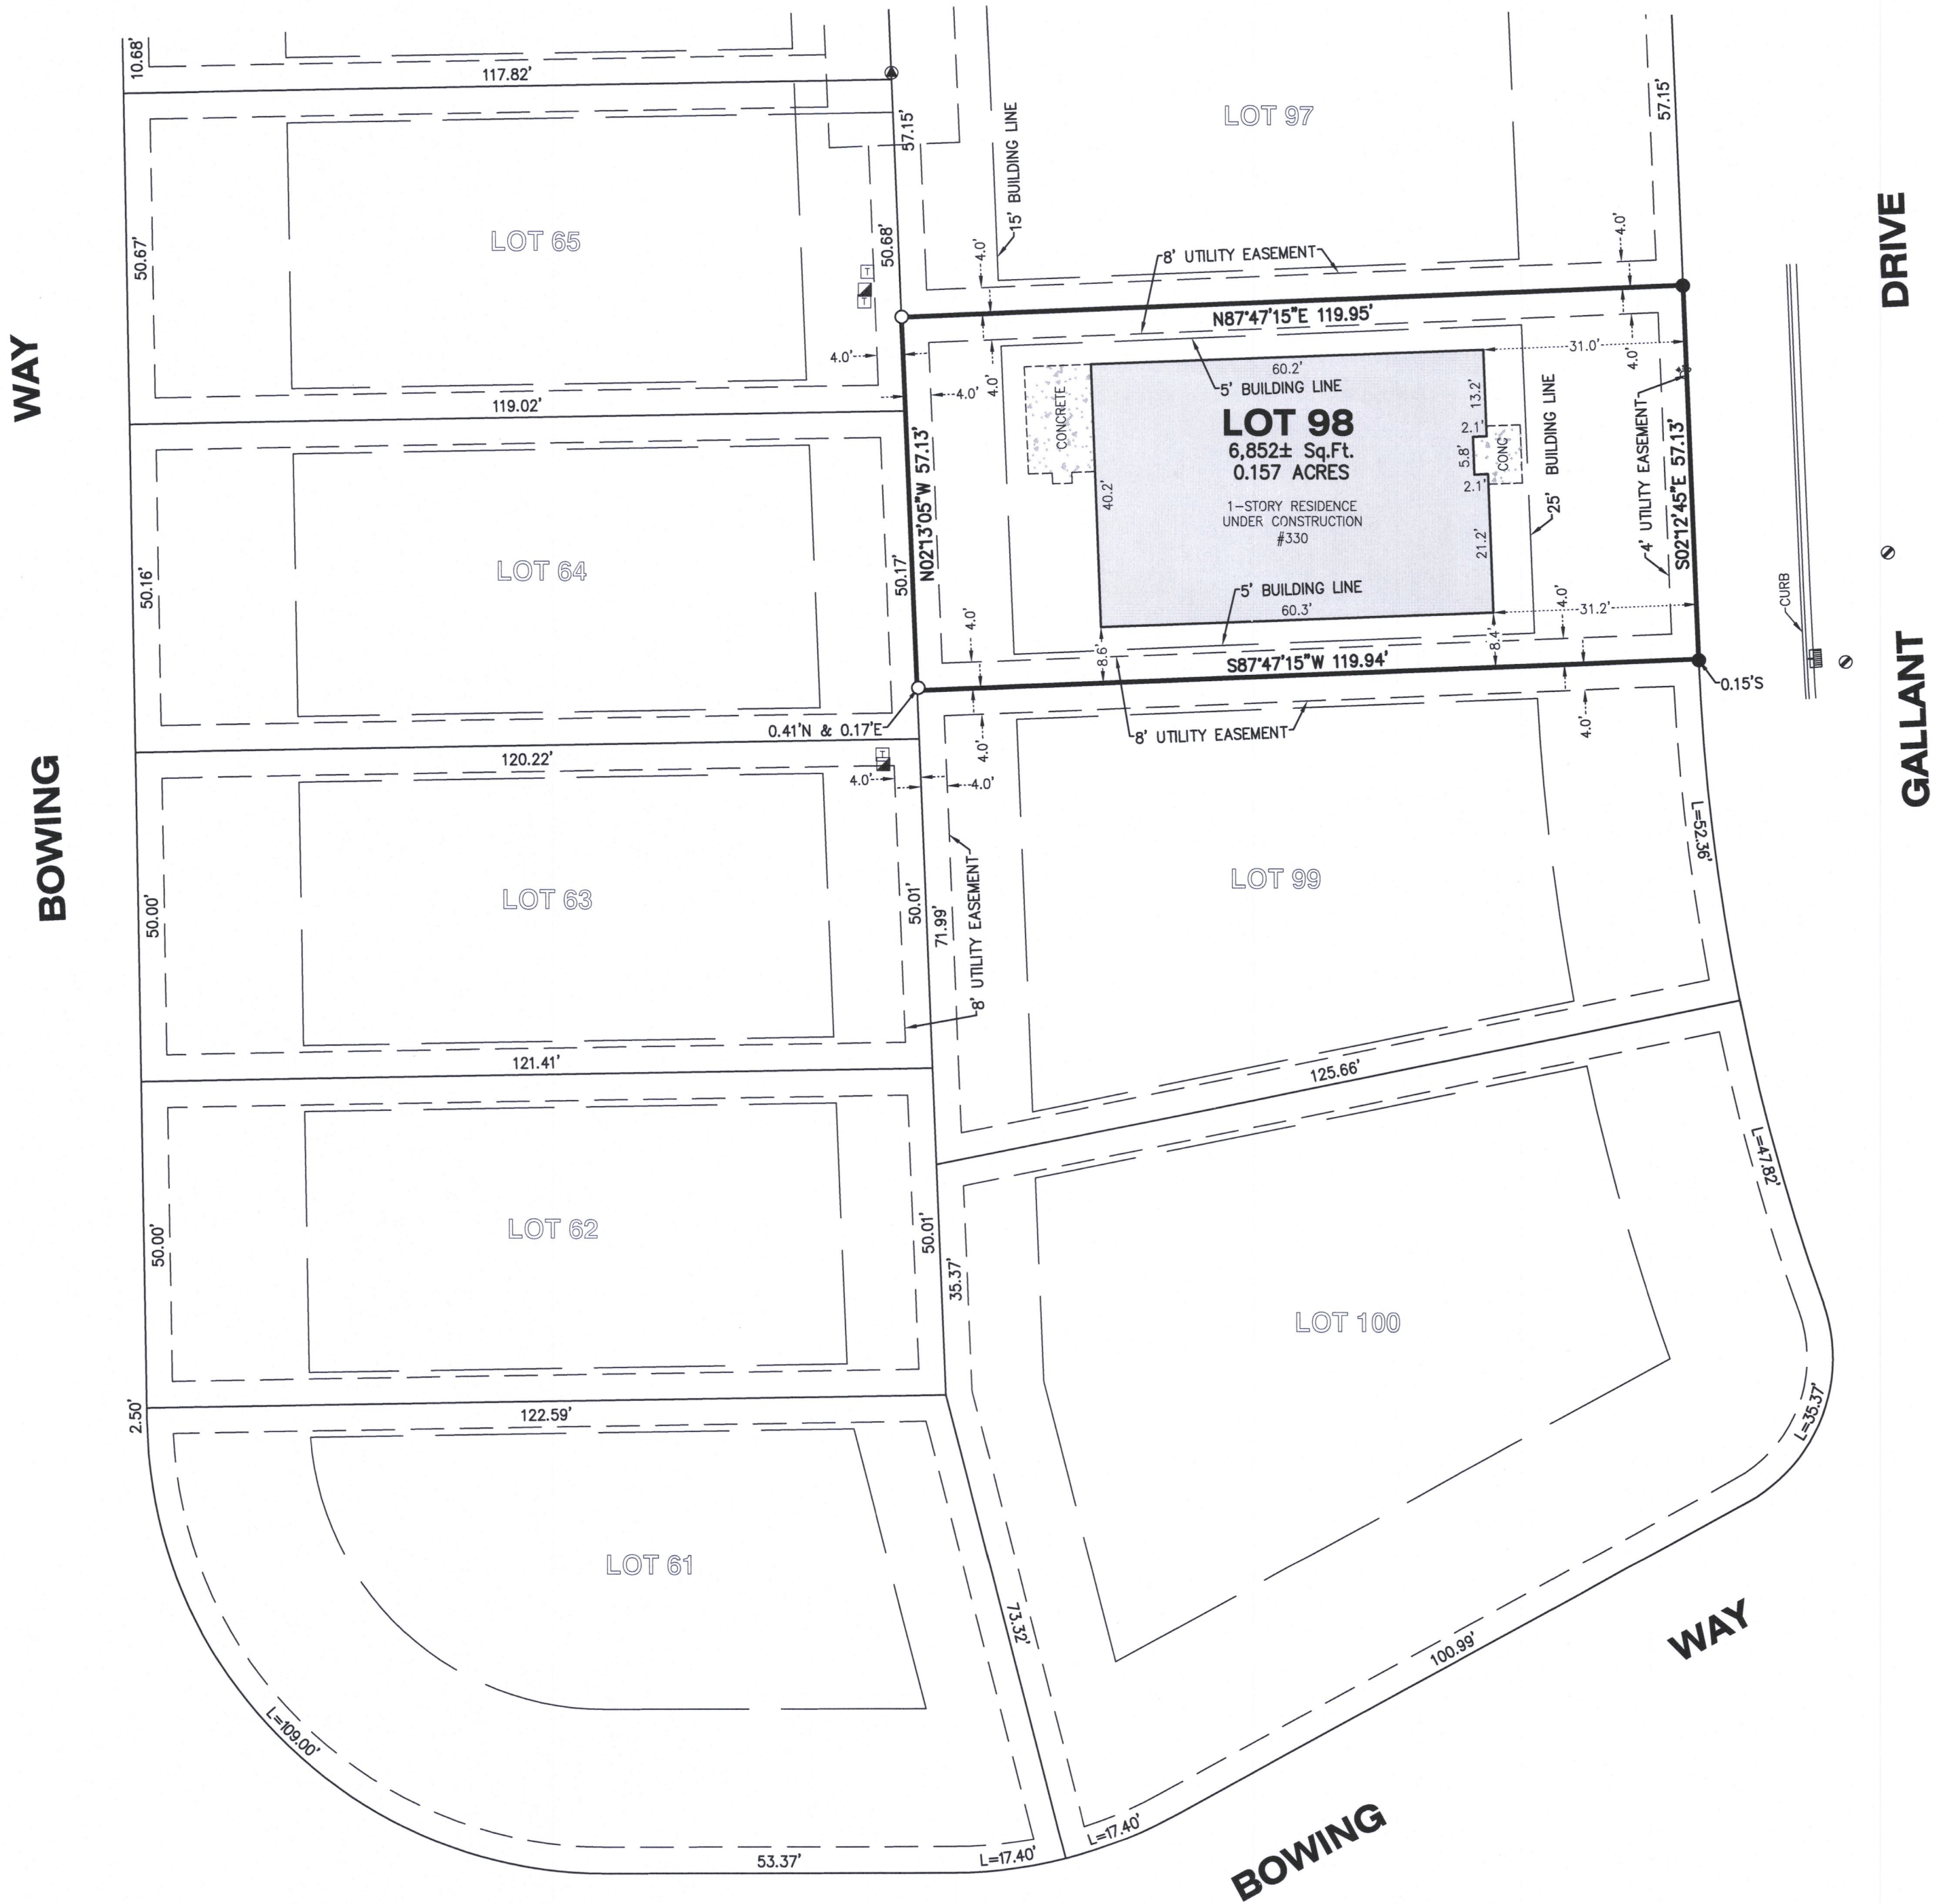 10.68'
117.82'
57.15'
15' BUILDING LINE
LOT 97
57.15'
DRIVE
50.67'
LOT 65
50.68'
4.0'
8' UTILITY EASEMENT
4.0'
N87°47'15"E 119.95'
WAY
4.0'
4.0'
4.0'
60.2'
5' BUILDING LINE
31.0'
4.0'
119.02'
CONCRETE
LOT 98
6,852± Sq.Ft.
0.157 ACRES
13.2'
2.1'
5.8'
2.1'
CONC
25' BUILDING LINE
4' UTILITY EASEMENT
S02°12'45"E 57.13'
N02°13'05"W 57.13'
40.2'
1-STORY RESIDENCE
UNDER CONSTRUCTION
#330
21.2'
50.16'
LOT 64
50.17'
5' BUILDING LINE
60.3'
4.0'
8.6'
8.4'
4.0'
31.2'
CURB
S87°47'15"W 119.94'
0.15'S
0.41'N & 0.17'E
4.0'
8' UTILITY EASEMENT
4.0'
GALLANT
120.22'
4.0'
4.0'
BOWING
L=52.36'
50.00'
LOT 63
50.01'
71.99'
8' UTILITY EASEMENT
LOT 99
121.41'
125.66'
L=47.82'
50.00'
LOT 62
50.01'
35.37'
LOT 100
2.50'
122.59'
L=35.37'
LOT 61
73.32'
100.99'
WAY
L=109.00'
53.37'
L=17.40'
L=17.40'
BOWING
T
T
T